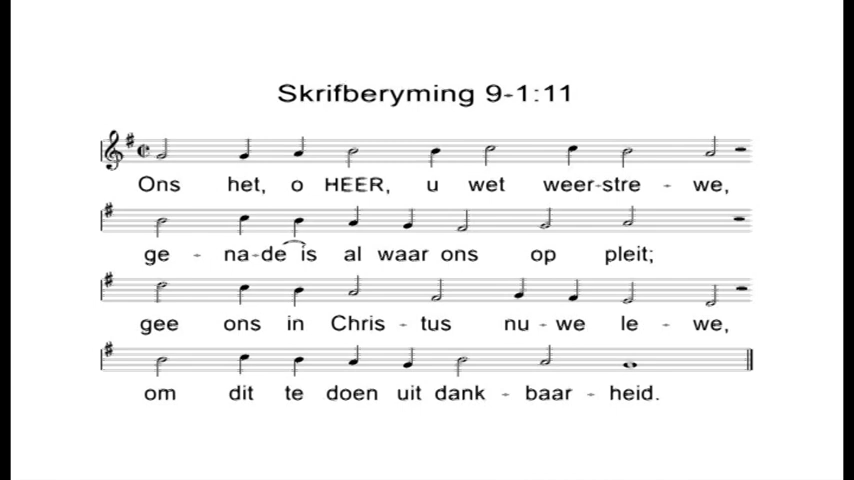 Skrifberyming 9-1:11
Ons het, o HEER, u wet weer-stre - we,
ge - na-de is al waar ons op pleit;
gee ons in Chris - tus nu - we le - we,
om dit te doen uit dank - baar - heid.